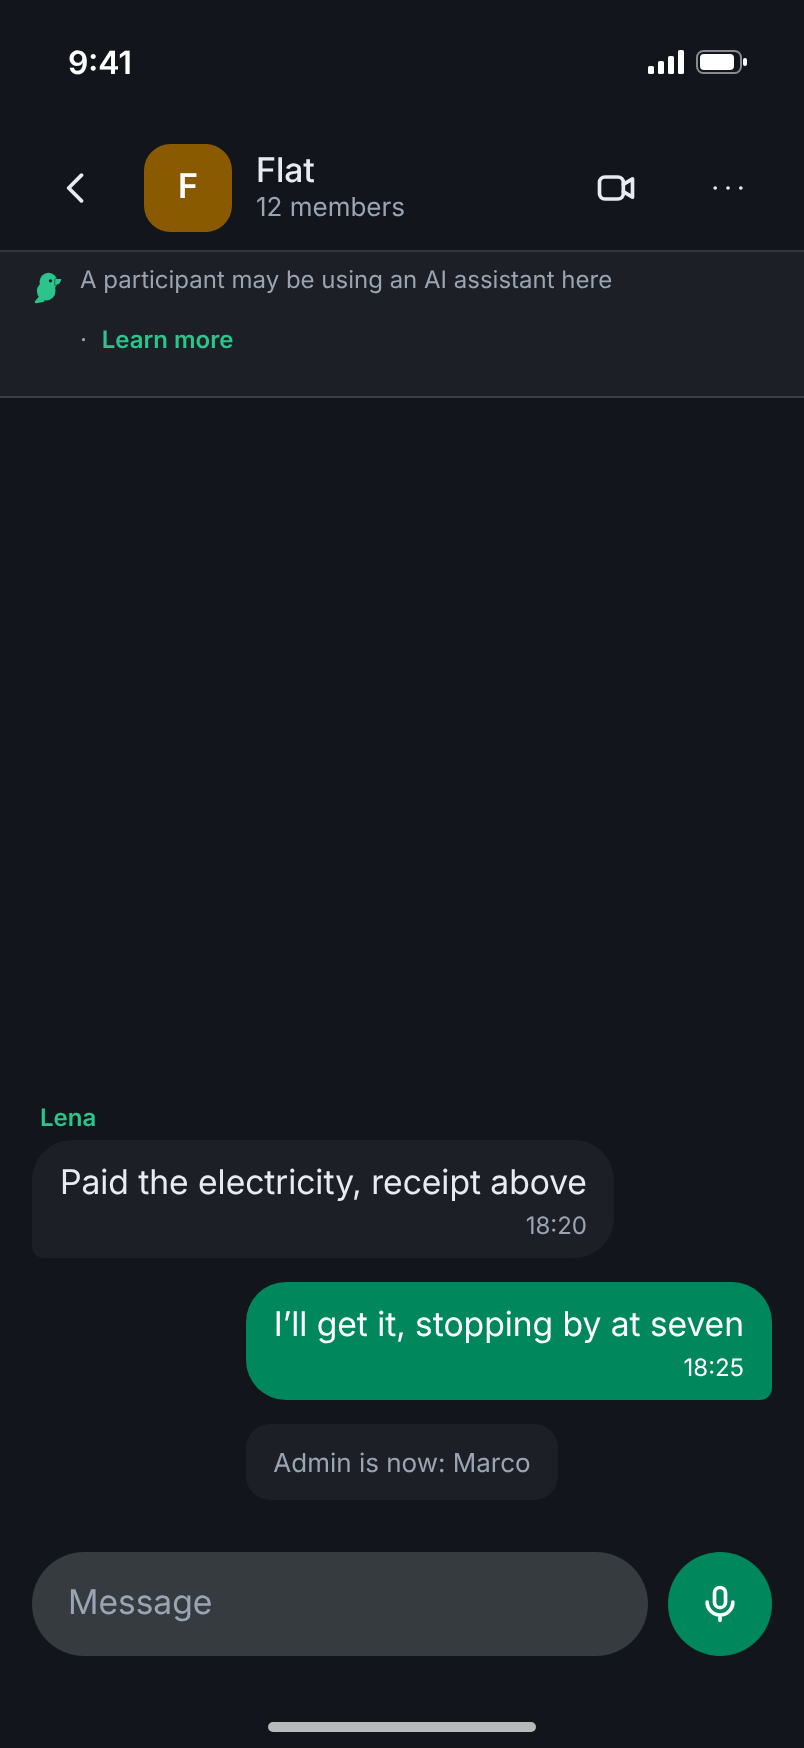 9:41
F
Flat
12 members
A participant may be using an AI assistant here
· Learn more
Lena
Paid the electricity, receipt above
18:20
I’ll get it, stopping by at seven
18:25
Admin is now: Marco
Message